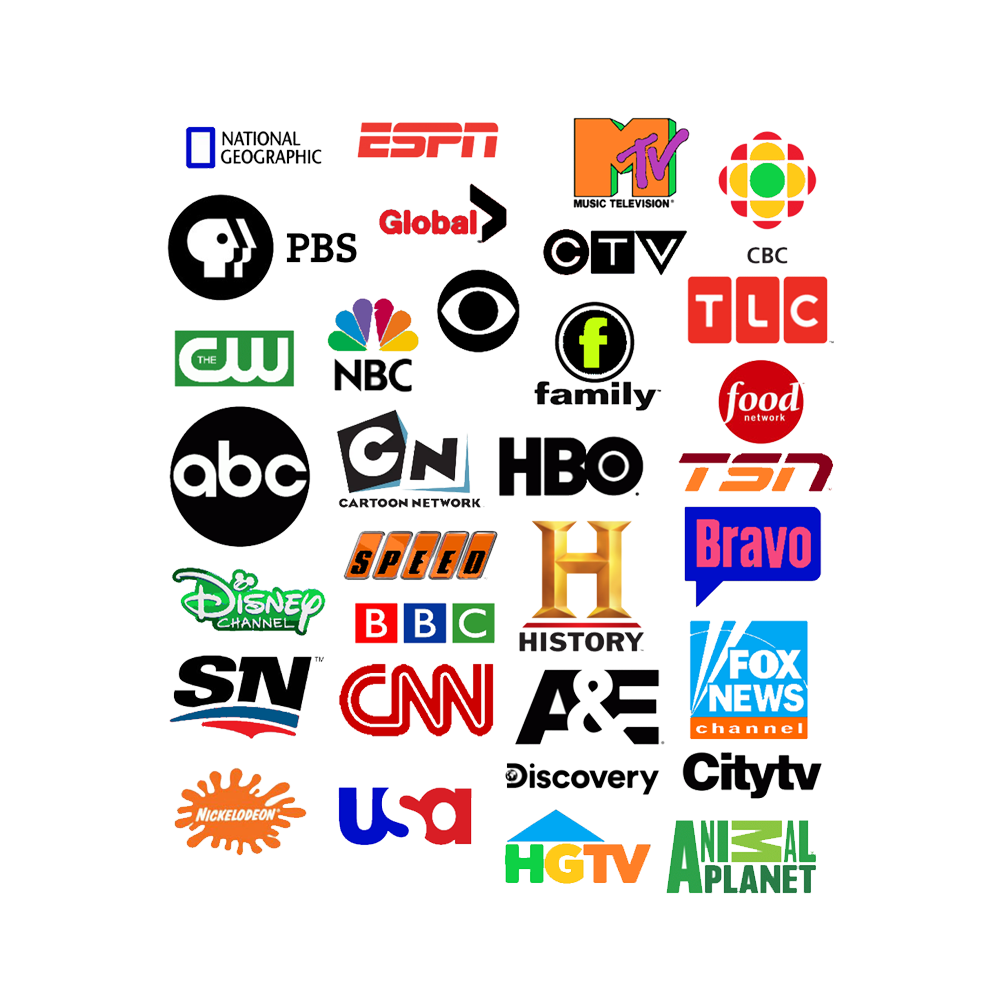 NATIONAL
GEOGRAPHIC
ESPN
MTV
MUSIC TELEVISION®
CBC
PBS
Global
CTV
TLC
THE CW
NBC
f
family™
food
network
abc
CN
CARTOON NETWORK
HBO
TSN
SPEED
Bravo
DISNEY
CHANNEL
BBC
H
HISTORY
SN™
CNN
A&E
FOX
NEWS
channel
Discovery
Citytv
NICKELODEON®
usa
HGTV
ANIMAL
PLANET